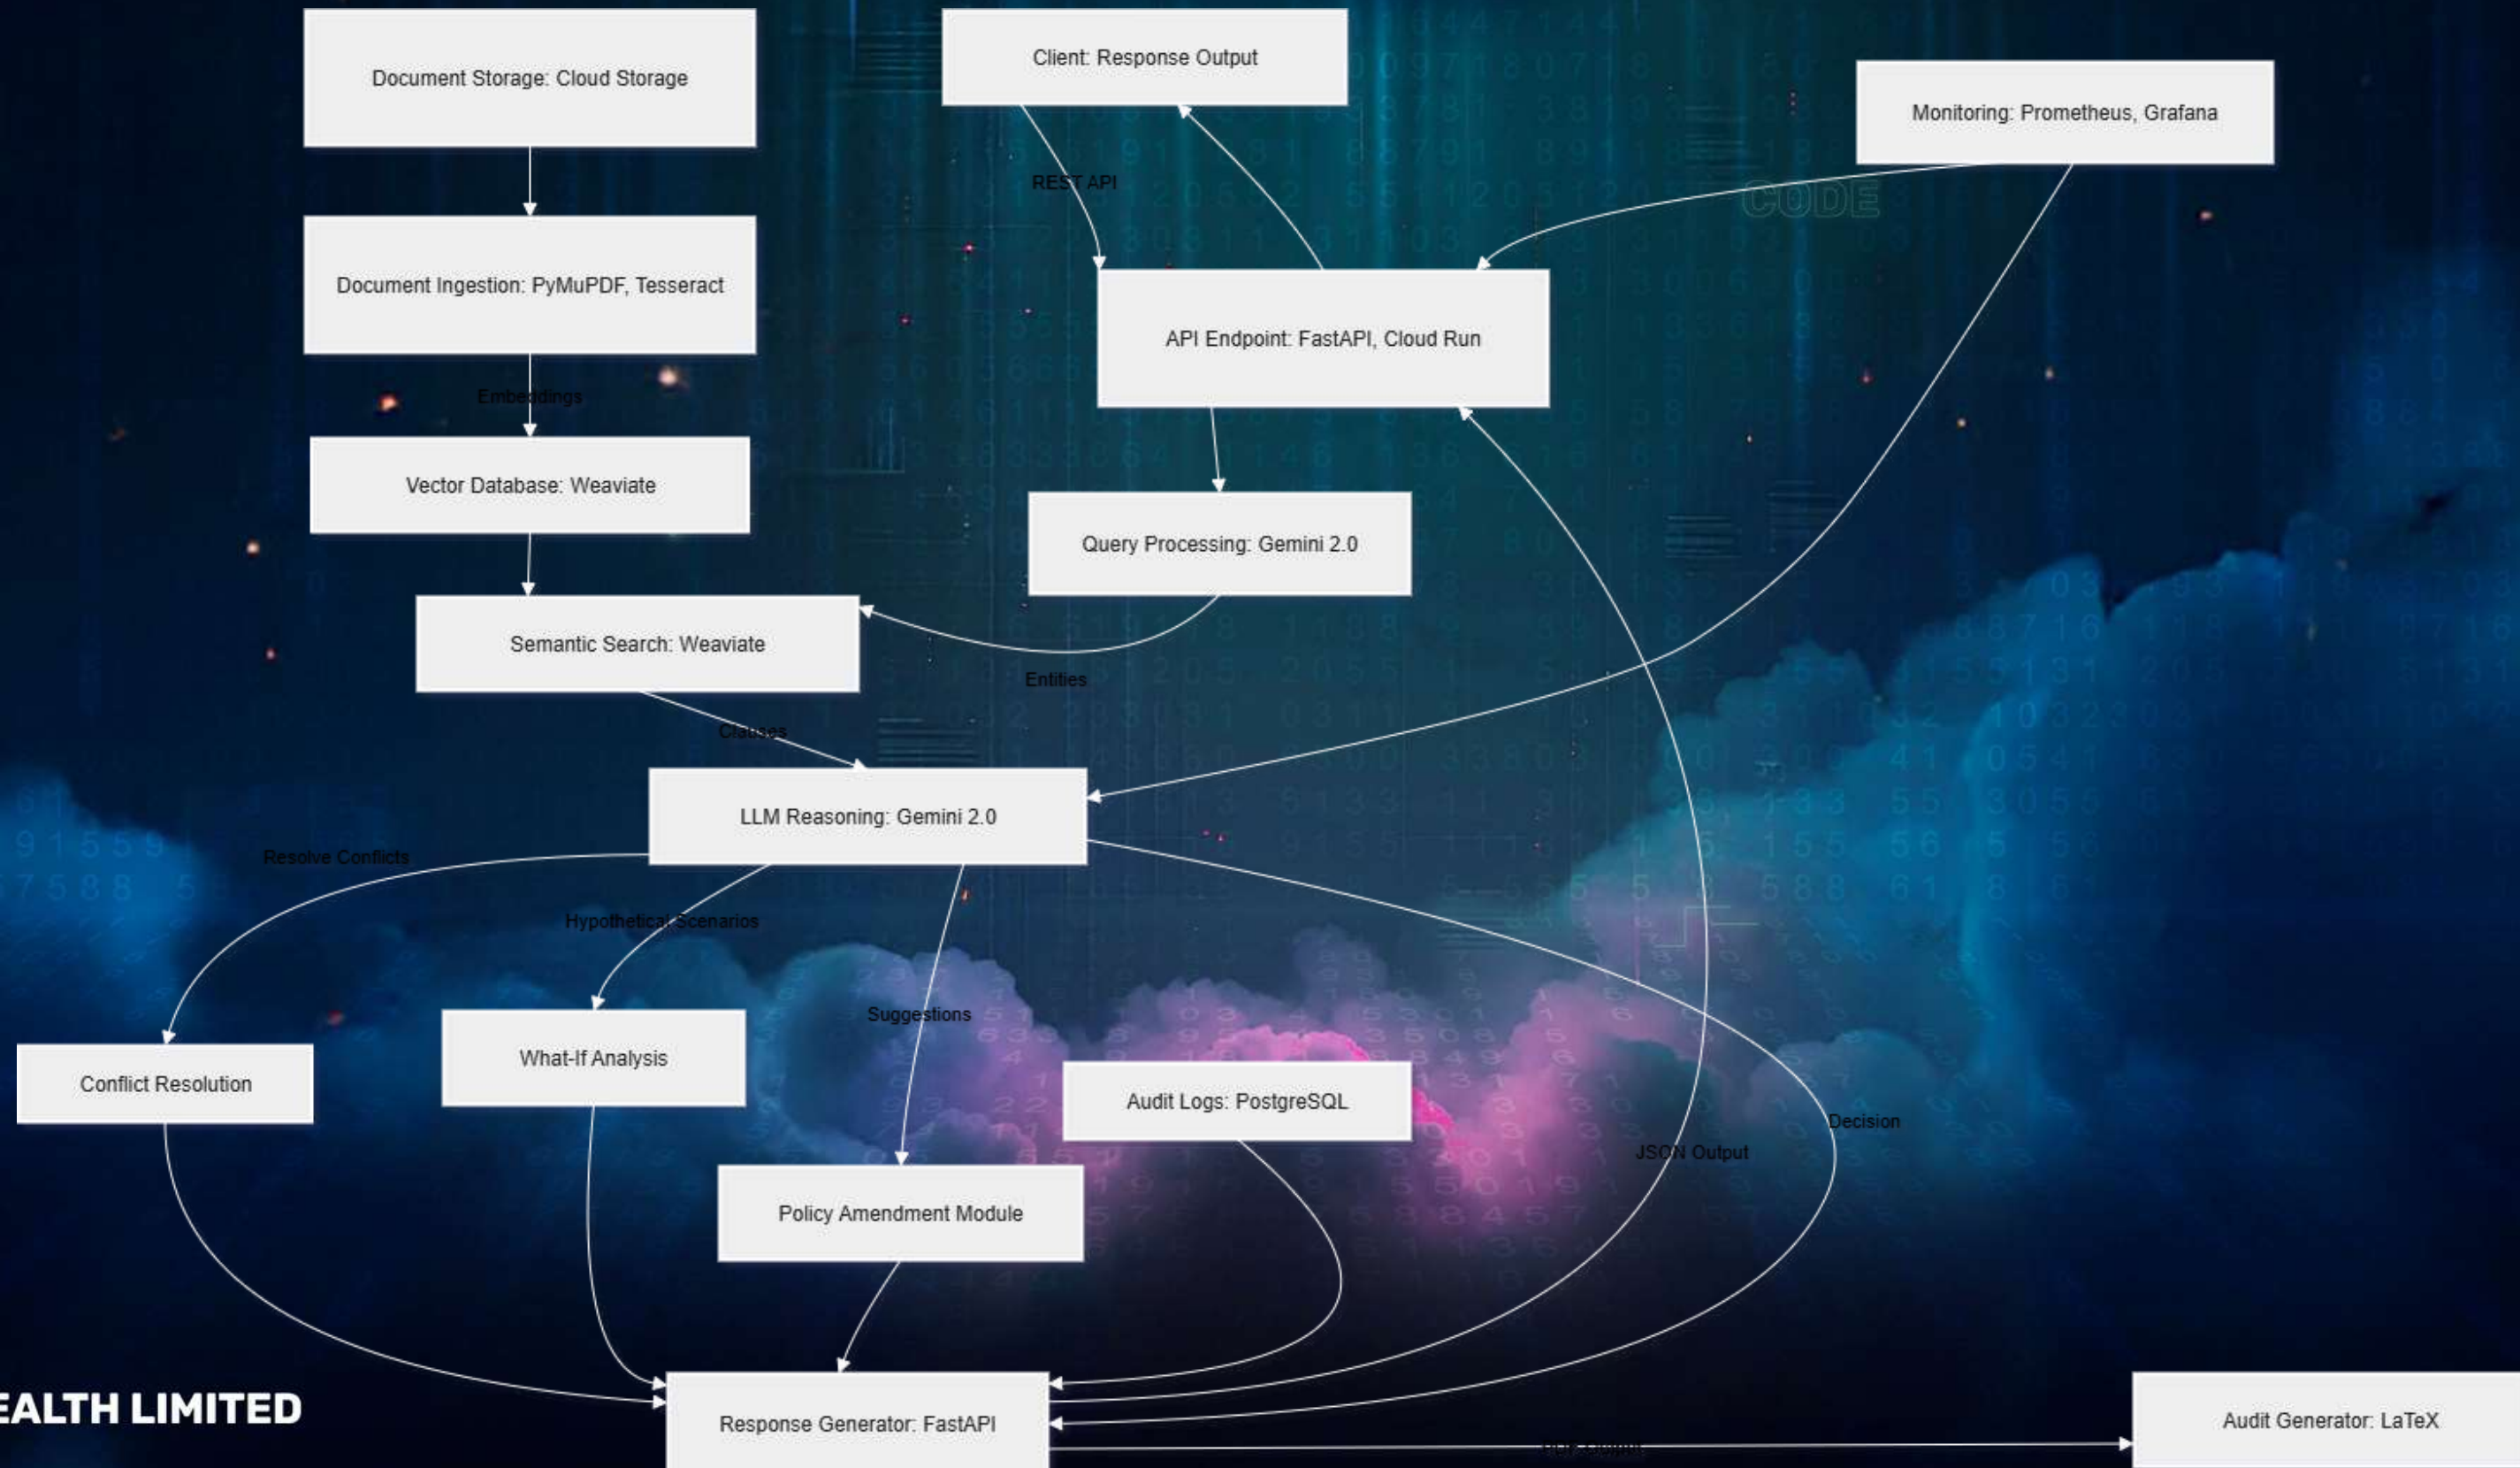 Document Storage: Cloud Storage
Client: Response Output
Monitoring: Prometheus, Grafana
REST API
CODE
Document Ingestion: PyMuPDF, Tesseract
API Endpoint: FastAPI, Cloud Run
Embeddings
Vector Database: Weaviate
Query Processing: Gemini 2.0
Semantic Search: Weaviate
Entities
Clauses
LLM Reasoning: Gemini 2.0
Resolve Conflicts
Hypothetical Scenarios
Suggestions
What-If Analysis
Conflict Resolution
Audit Logs: PostgreSQL
Decision
JSON Output
Policy Amendment Module
EALTH LIMITED
Response Generator: FastAPI
Audit Generator: LaTeX